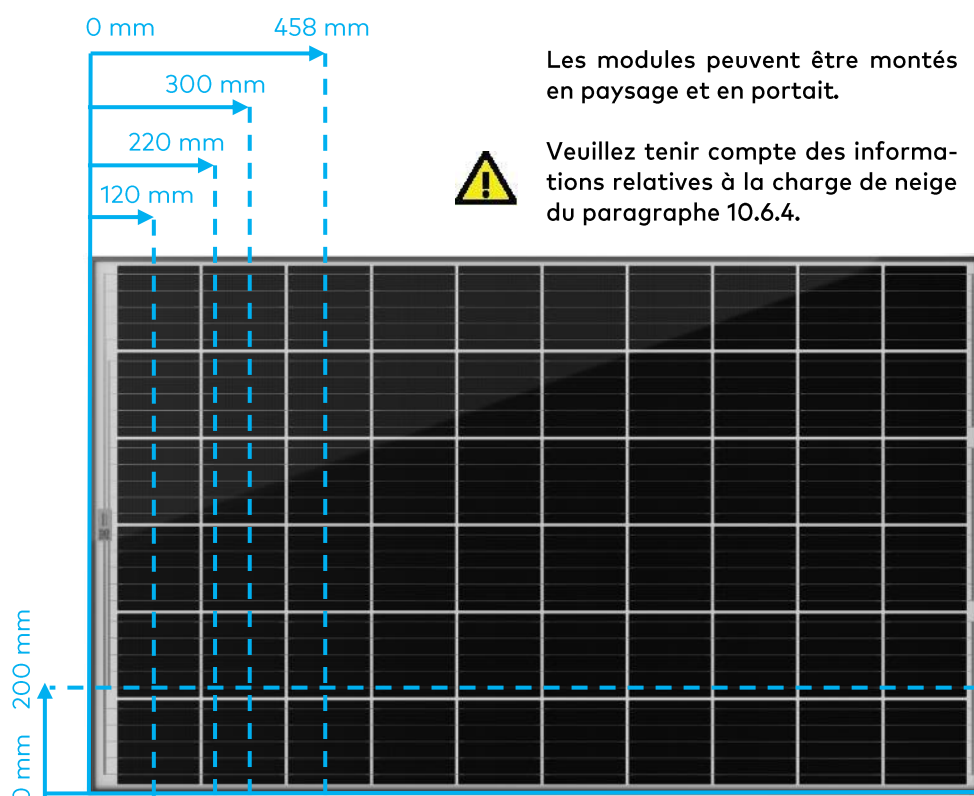 0 mm
458 mm
300 mm
220 mm
120 mm
Les modules peuvent être montés
en paysage et en portait.
Veuillez tenir compte des informa-
tions relatives à la charge de neige
du paragraphe 10.6.4.
200 mm
0 mm